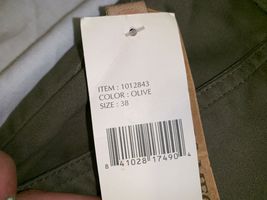 ITEM : 1012843
COLOR : OLIVE
SIZE : 38
8 41028 17490 4